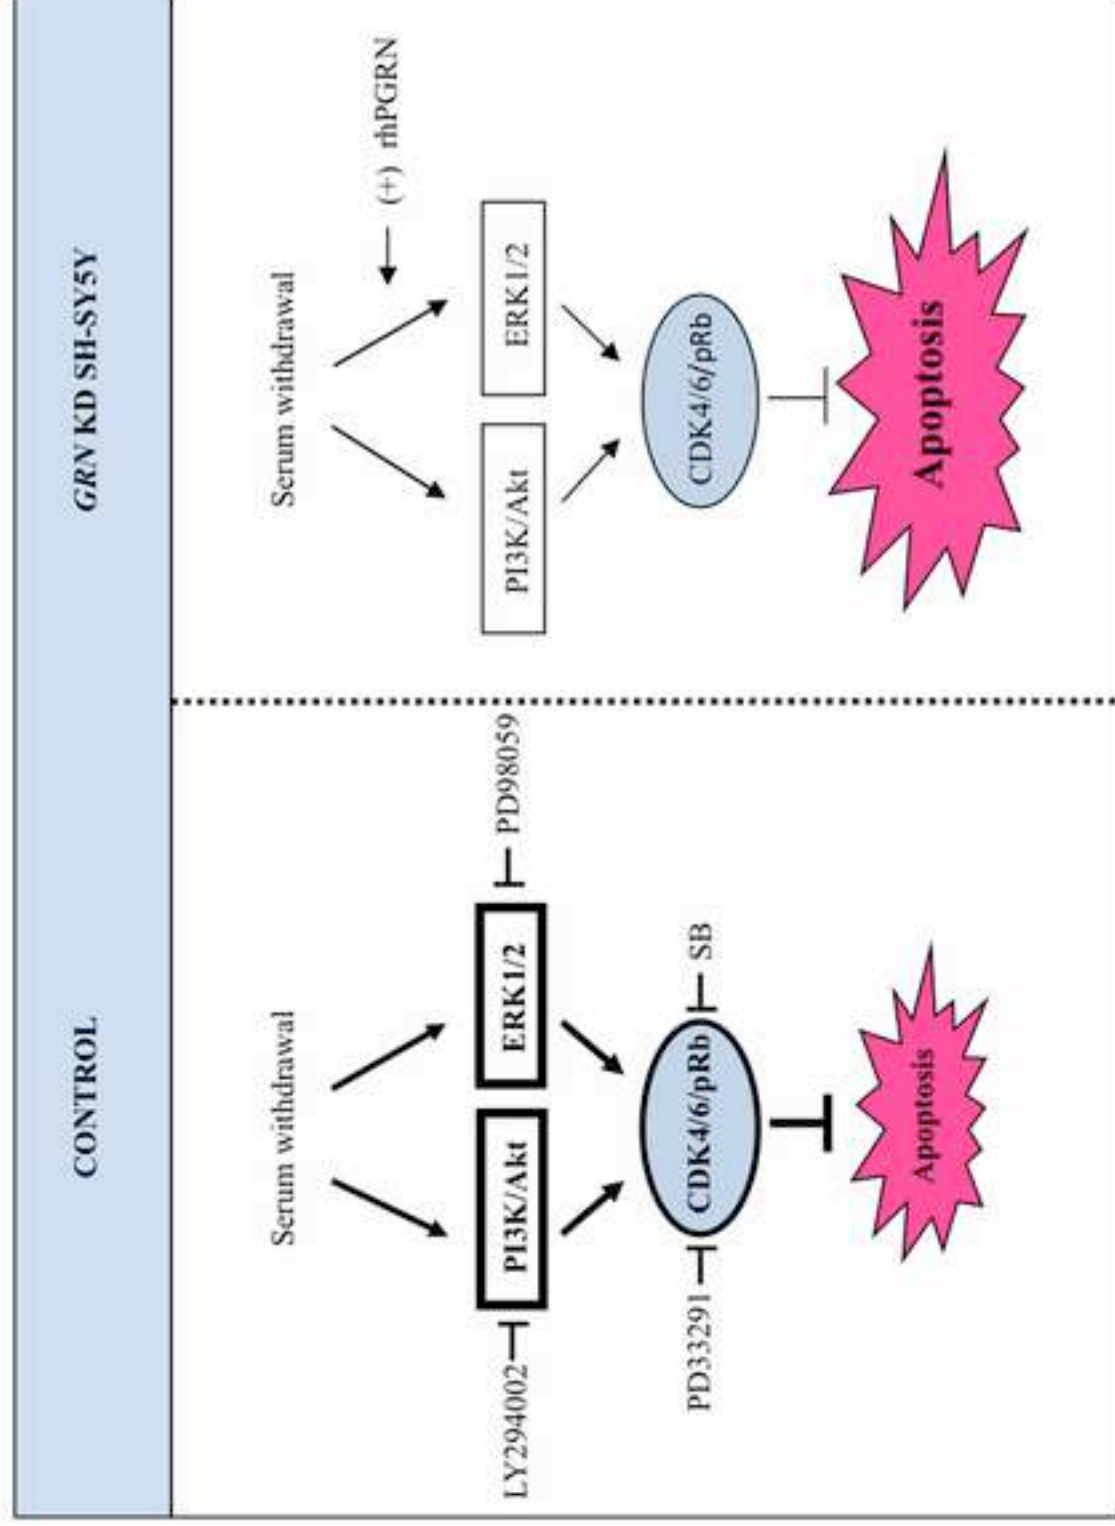 CONTROL
GRN KD SH-SY5Y
Serum withdrawal
LY294002
PI3K/Akt
ERK1/2
PD98059
PD33291
CDK4/6/pRb
SB
Apoptosis
Serum withdrawal
(+) rhPGRN
PI3K/Akt
ERK1/2
CDK4/6/pRb
Apoptosis